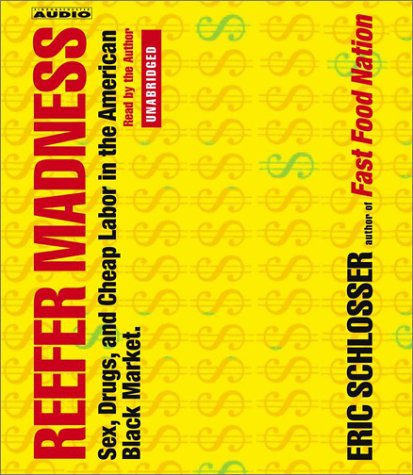 SIMON & SCHUSTER
AUDIO
REEFER MADNESS
Sex, Drugs, and Cheap Labor in the American
Black Market.
Read by the Author
UNABRIDGED
ERIC SCHLOSSER
author of Fast Food Nation